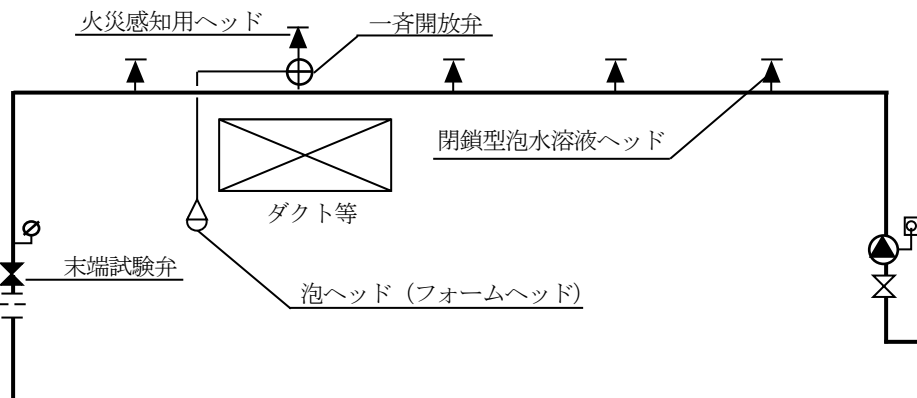 火災感知用ヘッド
一斉開放弁
閉鎖型泡水溶液ヘッド
ダクト等
末端試験弁
泡ヘッド（フォームヘッド）